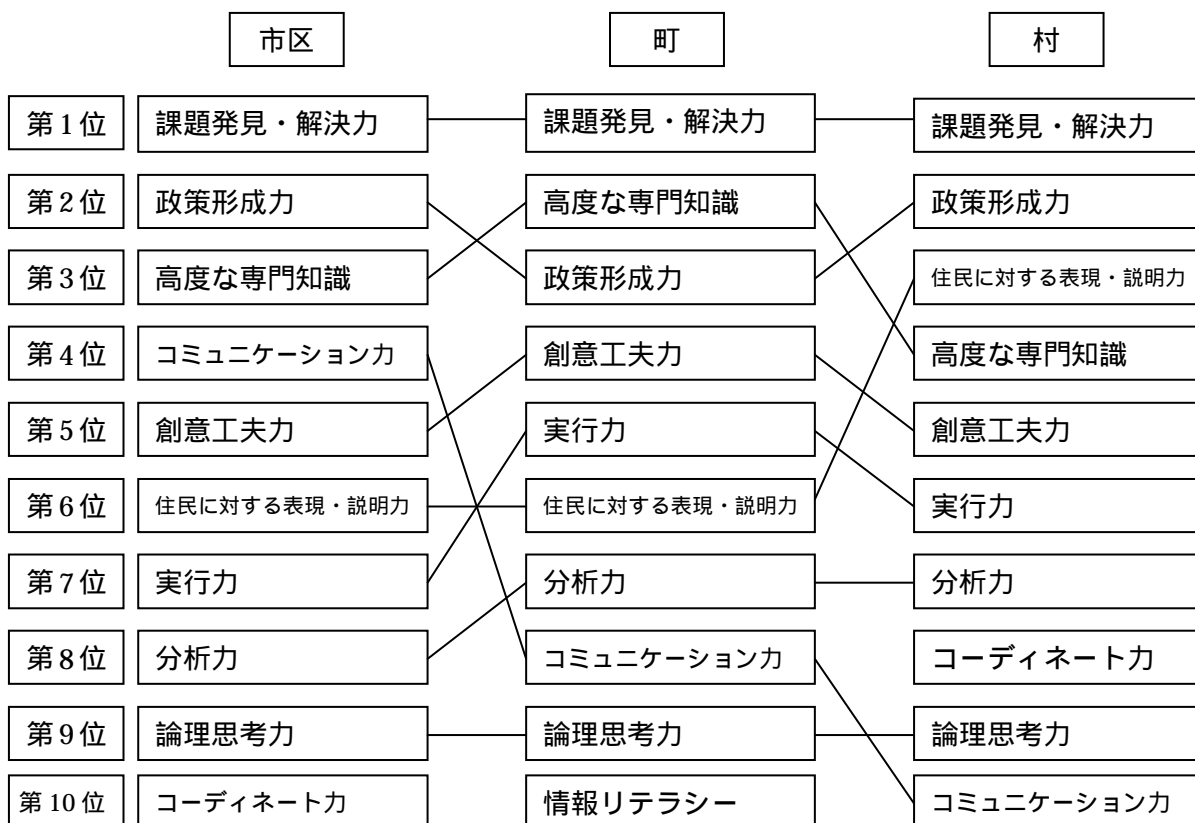 市区 町 村
第1位 課題発見・解決力 課題発見・解決力 課題発見・解決力
第2位 政策形成力 高度な専門知識 政策形成力
第3位 高度な専門知識 政策形成力 住民に対する表現・説明力
第4位 コミュニケーション力 創意工夫力 高度な専門知識
第5位 創意工夫力 実行力 創意工夫力
第6位 住民に対する表現・説明力 住民に対する表現・説明力 実行力
第7位 実行力 分析力 分析力
第8位 分析力 コミュニケーション力 コーディネート力
第9位 論理思考力 論理思考力 論理思考力
第10位 コーディネート力 情報リテラシー コミュニケーション力